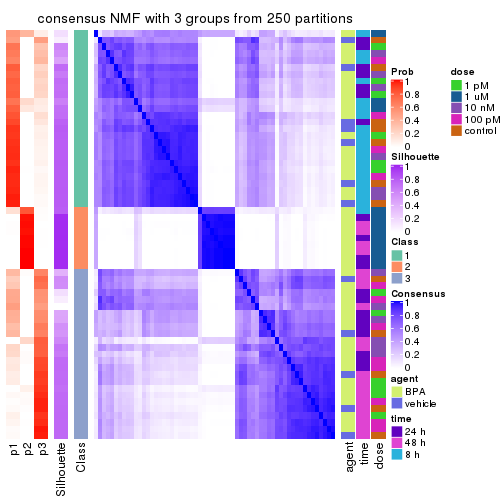 consensus NMF with 3 groups from 250 partitions
Prob
1
0.8
0.6
0.4
0.2
0
Silhouette
1
0.8
0.6
0.4
0.2
0
Class
1
2
3
Consensus
1
0.8
0.6
0.4
0.2
0
agent
BPA
vehicle
time
24 h
48 h
8 h
dose
1 pM
1 uM
10 nM
100 pM
control
p1
p2
p3
Silhouette
Class
agent
time
dose